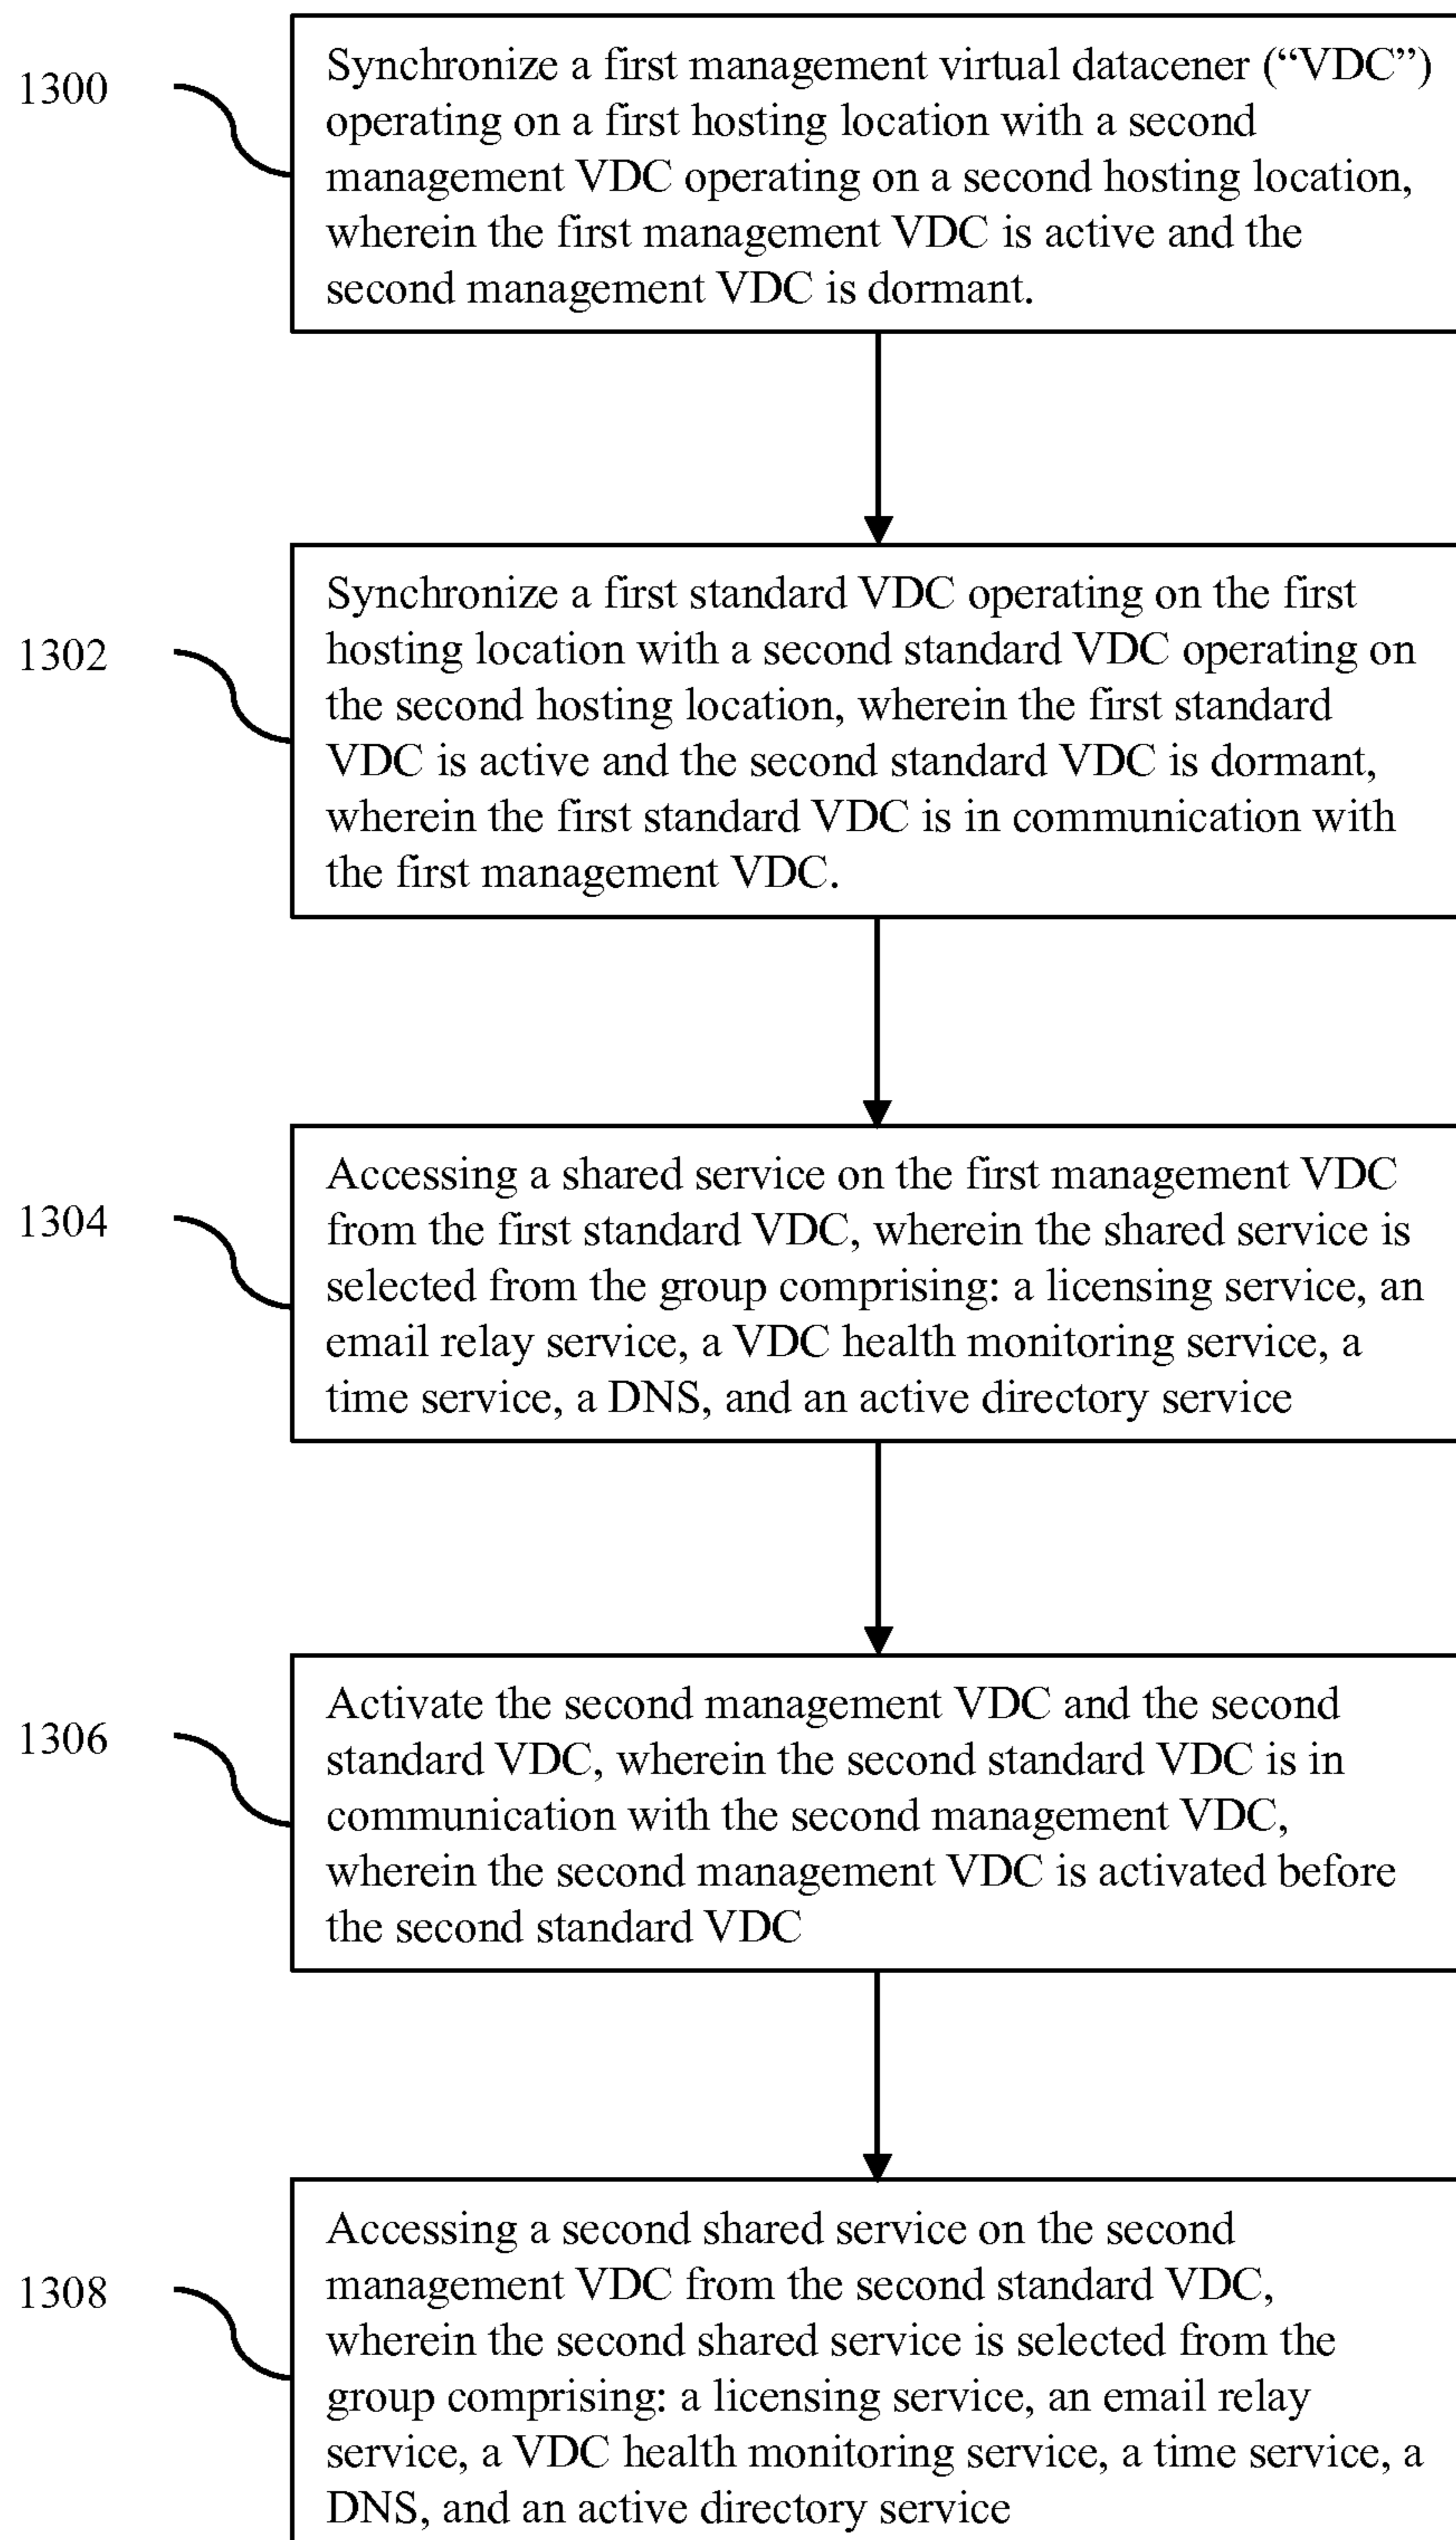 1300
Synchronize a first management virtual datacener (“VDC”)
operating on a first hosting location with a second
management VDC operating on a second hosting location,
wherein the first management VDC is active and the
second management VDC is dormant.
1302
Synchronize a first standard VDC operating on the first
hosting location with a second standard VDC operating on
the second hosting location, wherein the first standard
VDC is active and the second standard VDC is dormant,
wherein the first standard VDC is in communication with
the first management VDC.
1304
Accessing a shared service on the first management VDC
from the first standard VDC, wherein the shared service is
selected from the group comprising: a licensing service, an
email relay service, a VDC health monitoring service, a
time service, a DNS, and an active directory service
1306
Activate the second management VDC and the second
standard VDC, wherein the second standard VDC is in
communication with the second management VDC,
wherein the second management VDC is activated before
the second standard VDC
1308
Accessing a second shared service on the second
management VDC from the second standard VDC,
wherein the second shared service is selected from the
group comprising: a licensing service, an email relay
service, a VDC health monitoring service, a time service, a
DNS, and an active directory service